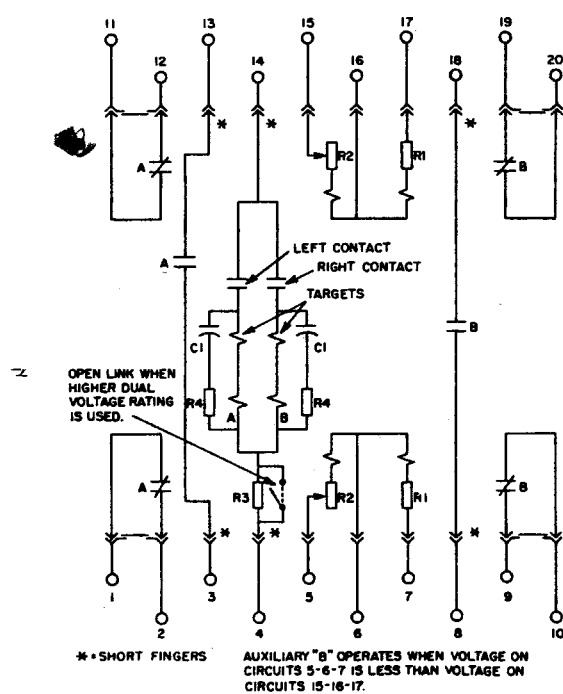 11 13 15 17 19
12 14 16 18 20
* * *
A R2 R1 B
A
LEFT CONTACT
RIGHT CONTACT
TARGETS
B
C1 C1
OPEN LINK WHEN
HIGHER DUAL
VOLTAGE RATING
IS USED.
R4 A B R4
A R3 R2 R1 B
* * *
1 3 5 7 9
2 4 6 8 10
* = SHORT FINGERS
AUXILIARY "B" OPERATES WHEN VOLTAGE ON
CIRCUITS 5-6-7 IS LESS THAN VOLTAGE ON
CIRCUITS 15-16-17.